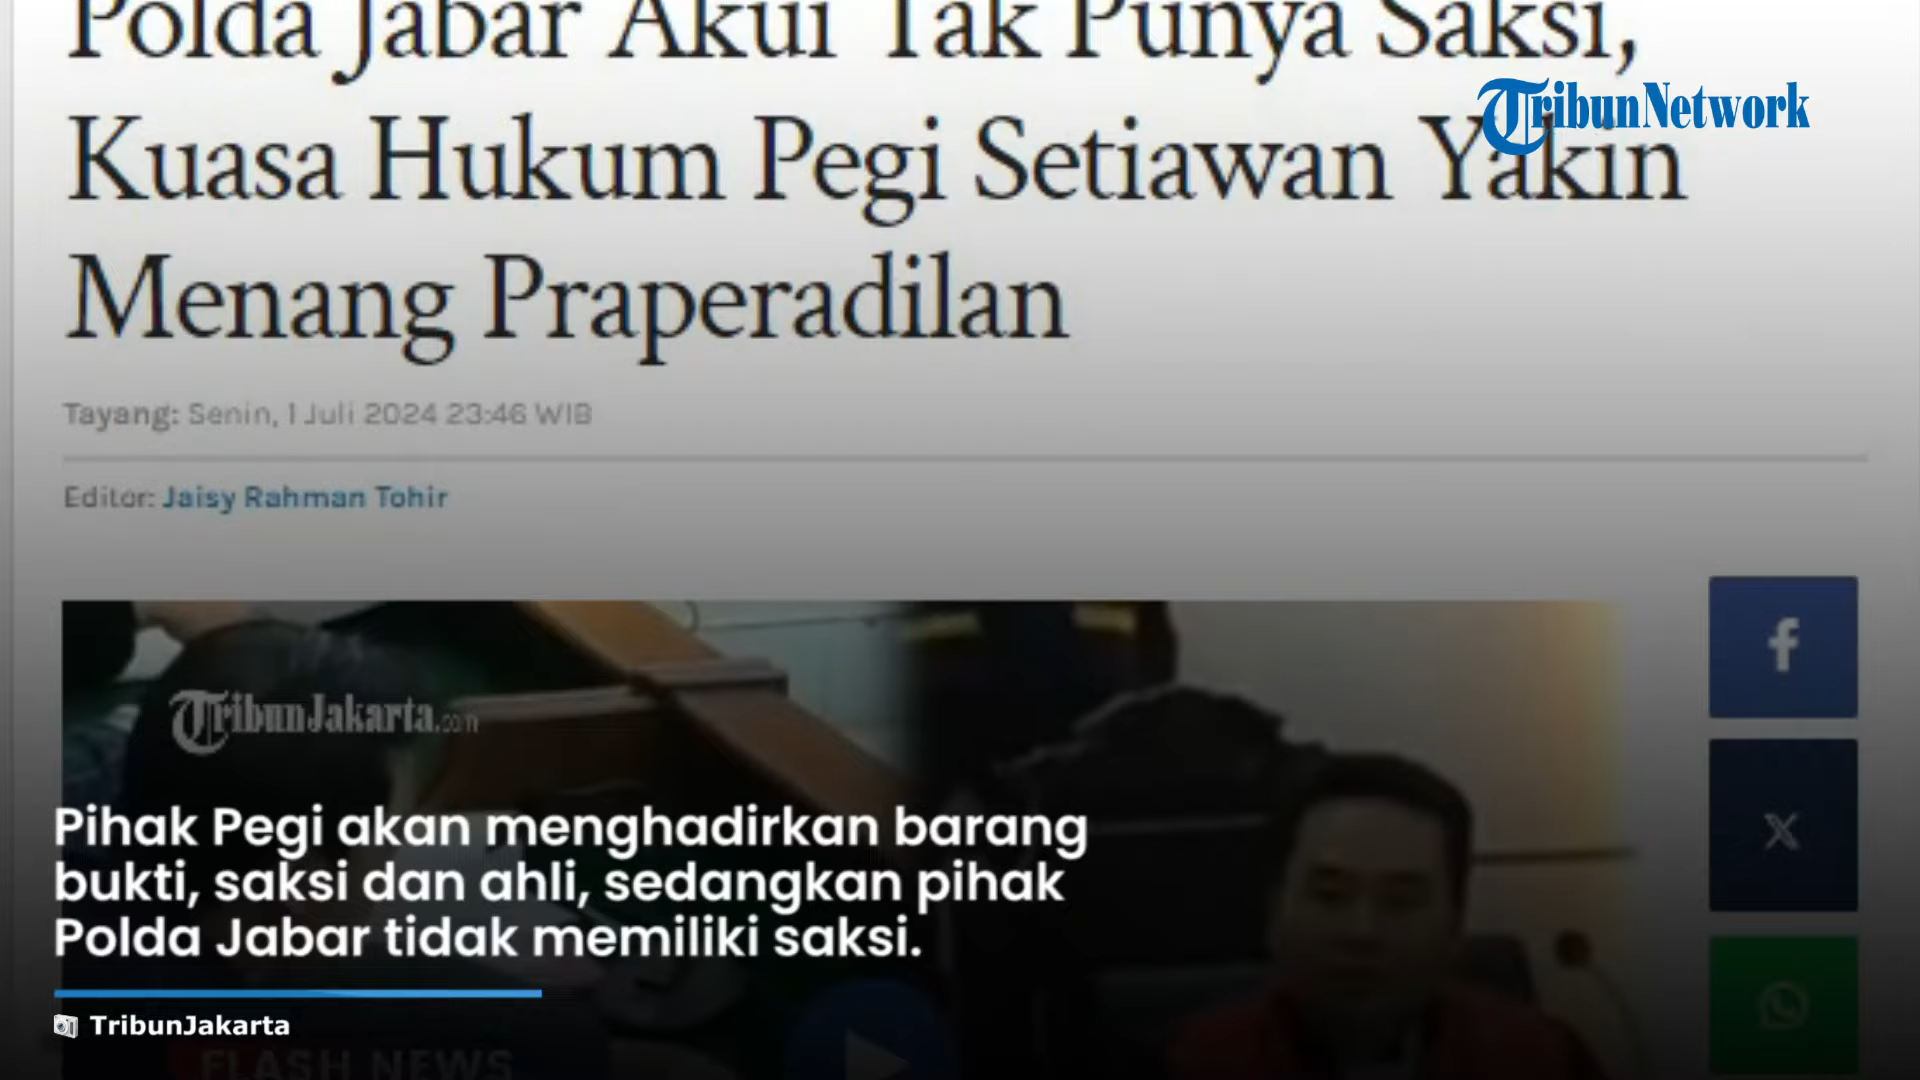 Polda Jabar Akui Tak Punya Saksi,
TribunNetwork
Kuasa Hukum Pegi Setiawan Yakin
Menang Praperadilan
Tayang: Senin, 1 Juli 2024 23:46 WIB
Editor: Jaisy Rahman Tohir
TribunJakarta.com
Pihak Pegi akan menghadirkan barang
bukti, saksi dan ahli, sedangkan pihak
Polda Jabar tidak memiliki saksi.
TribunJakarta
FLASH NEWS